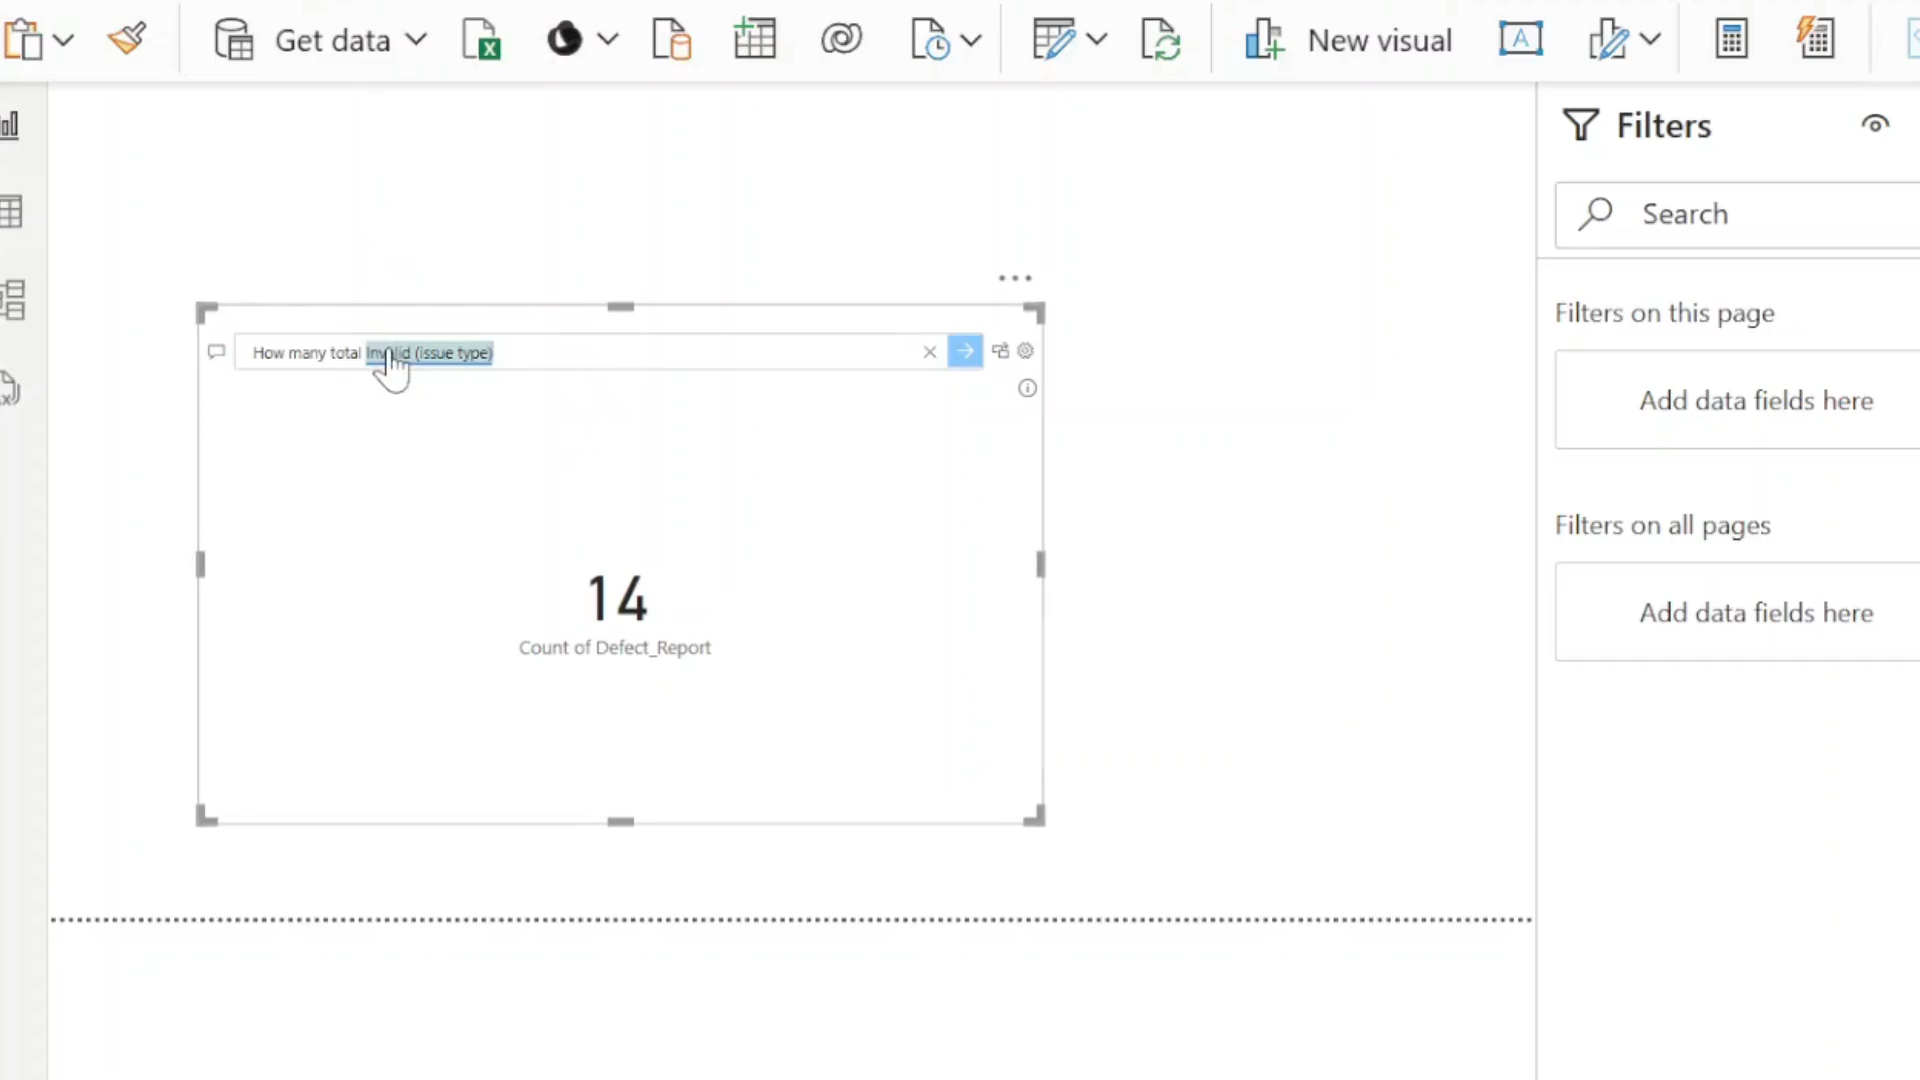 Get data
New visual
Filters
Search
How many total Invalid (issue type)
Filters on this page
Add data fields here
Filters on all pages
Add data fields here
14
Count of Defect_Report